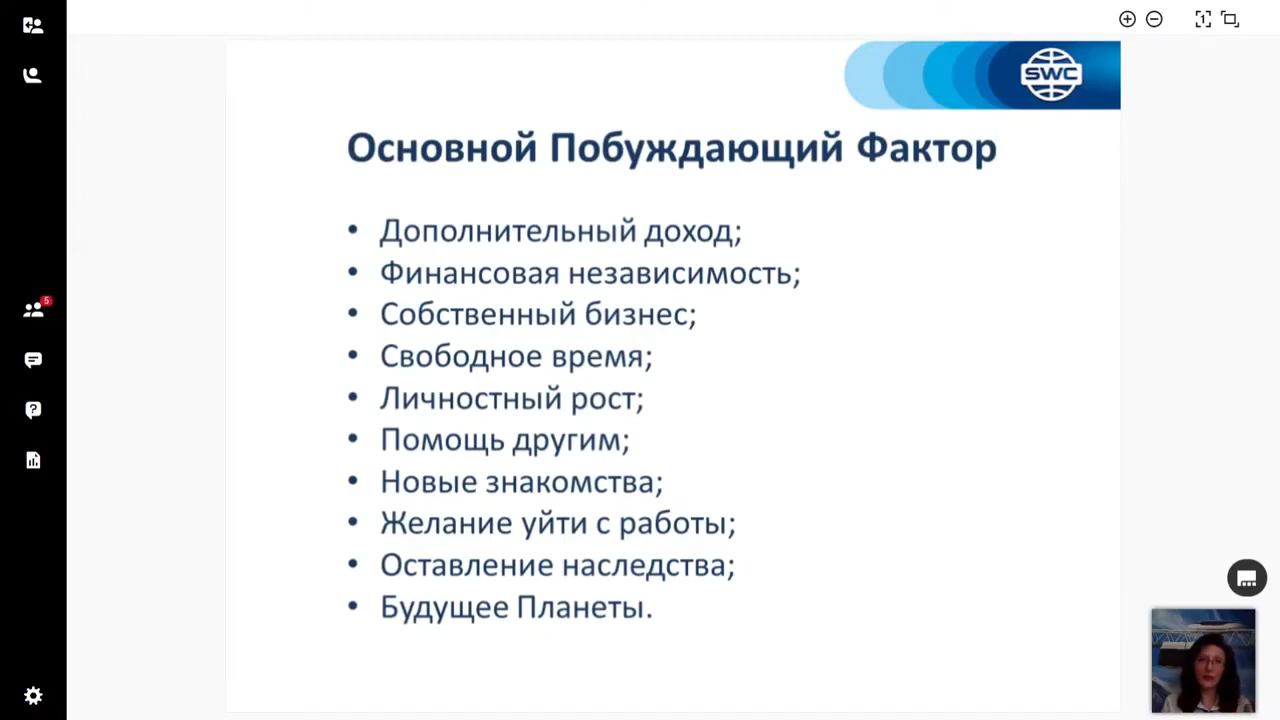 SWC
Основной Побуждающий Фактор
• Дополнительный доход;
• Финансовая независимость;
• Собственный бизнес;
• Свободное время;
• Личностный рост;
• Помощь другим;
• Новые знакомства;
• Желание уйти с работы;
• Оставление наследства;
• Будущее Планеты.
5